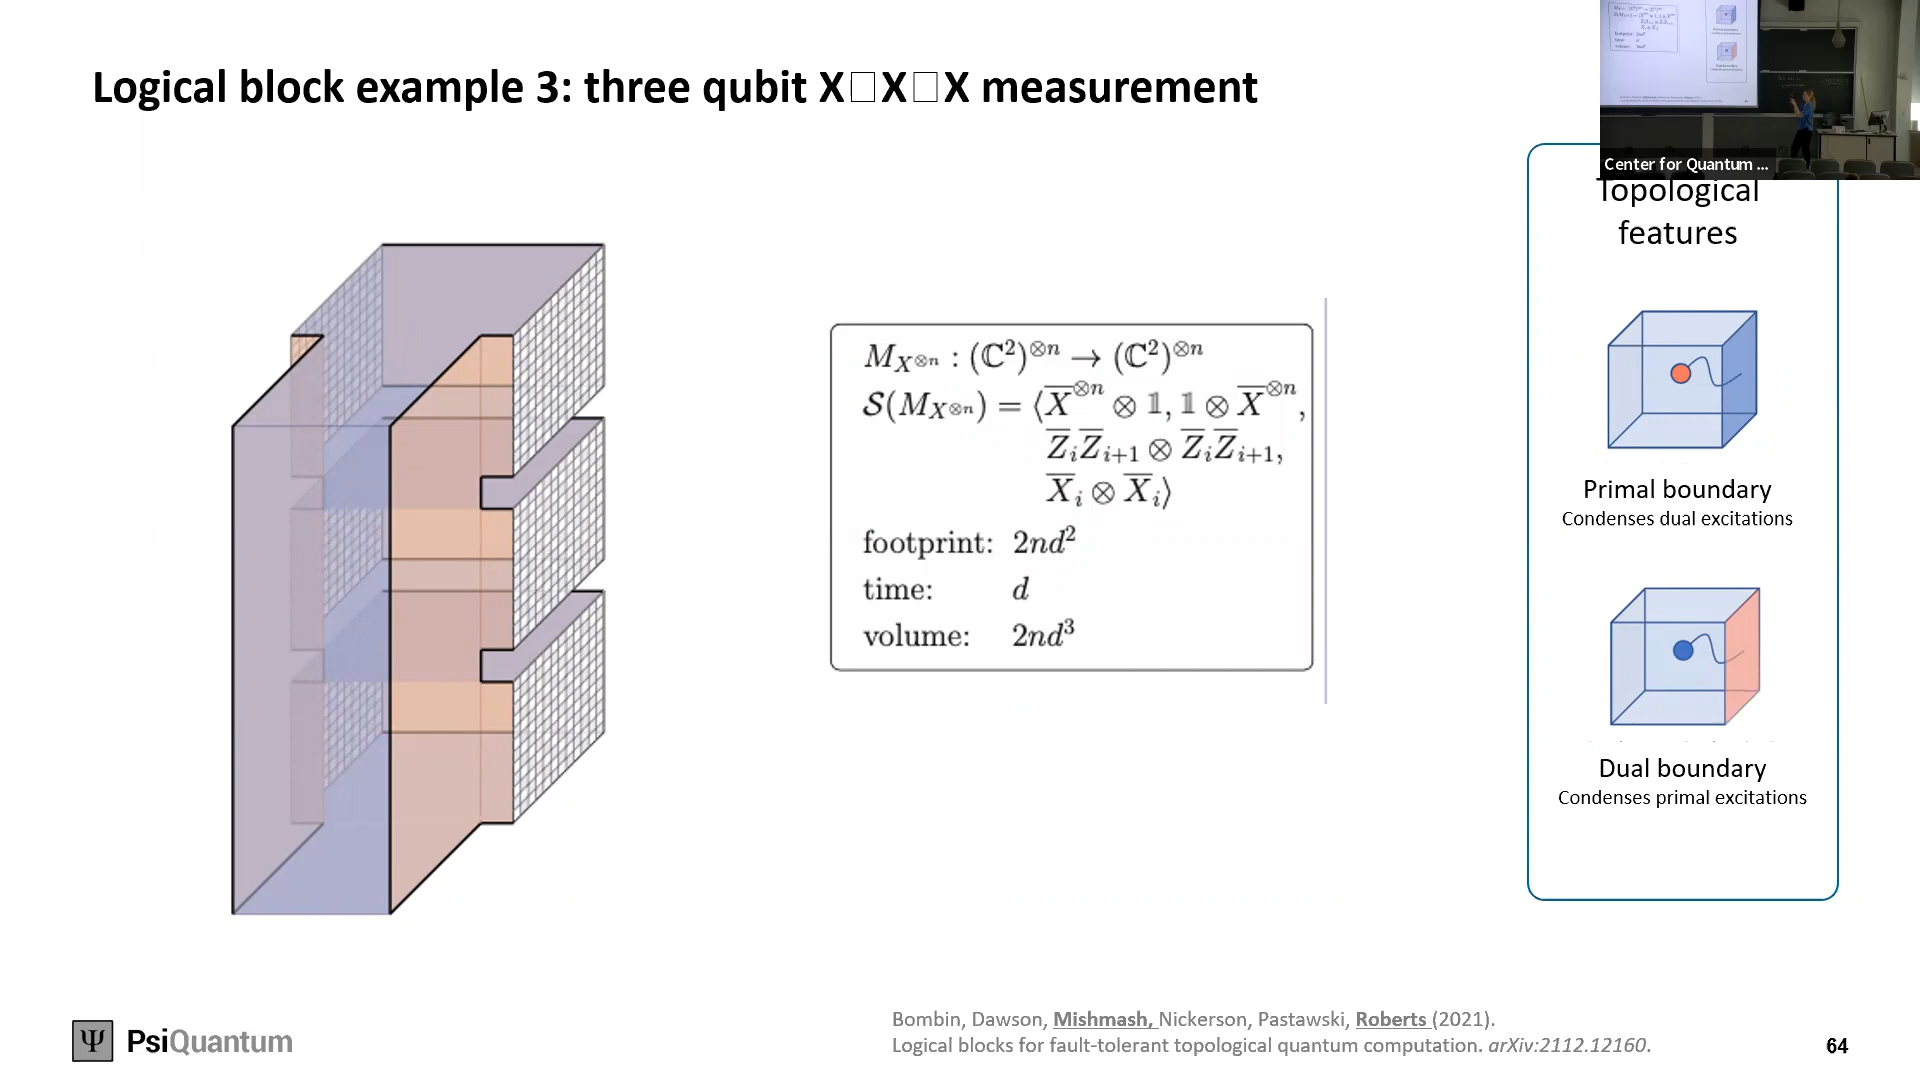 Logical block example 3: three qubit X□X□X measurement
Center for Quantum ...
Topological
features
M_{X^{⊗n}} : (ℂ²)^{⊗n} → (ℂ²)^{⊗n}
𝒮(M_{X^{⊗n}}) = ⟨X̅^{⊗n} ⊗ 𝟙, 𝟙 ⊗ X̅^{⊗n},
Z̅_i Z̅_{i+1} ⊗ Z̅_i Z̅_{i+1},
X̅_i ⊗ X̅_i⟩
footprint: 2nd²
time: d
volume: 2nd³
Primal boundary
Condenses dual excitations
Dual boundary
Condenses primal excitations
Ψ PsiQuantum
Bombin, Dawson, Mishmash, Nickerson, Pastawski, Roberts (2021).
Logical blocks for fault-tolerant topological quantum computation. arXiv:2112.12160.
64